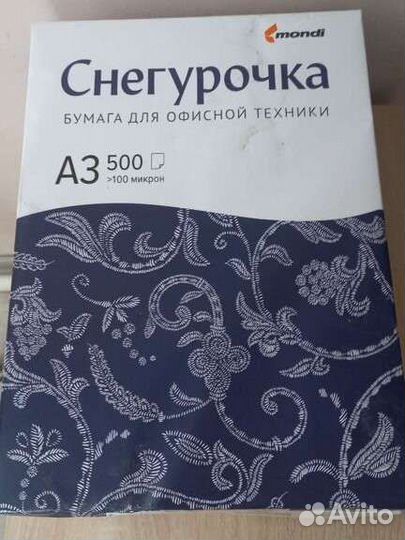 mondi
Снегурочка
БУМАГА ДЛЯ ОФИСНОЙ ТЕХНИКИ
А3 500
>100 микрон
Avito